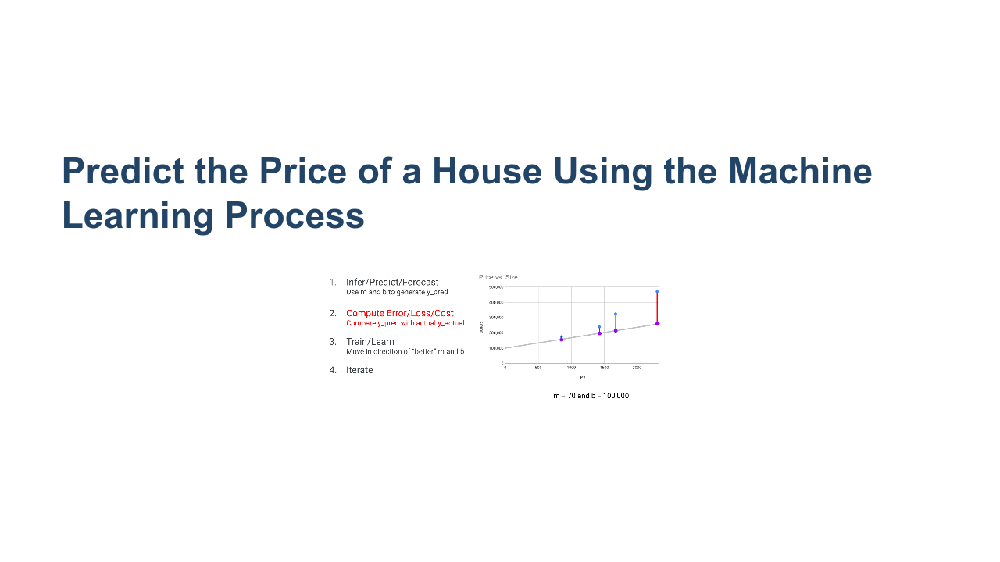 Predict the Price of a House Using the Machine
Learning Process
1. Infer/Predict/Forecast
Use m and b to generate y_pred
2. Compute Error/Loss/Cost
Compare y_pred with actual y_actual
3. Train/Learn
Move in direction of "better" m and b
4. Iterate
Price vs. Size
500,000
400,000
300,000
200,000
100,000
0
dollars
0 500 1000 1500 2000
ft^2
m = 70 and b = 100,000